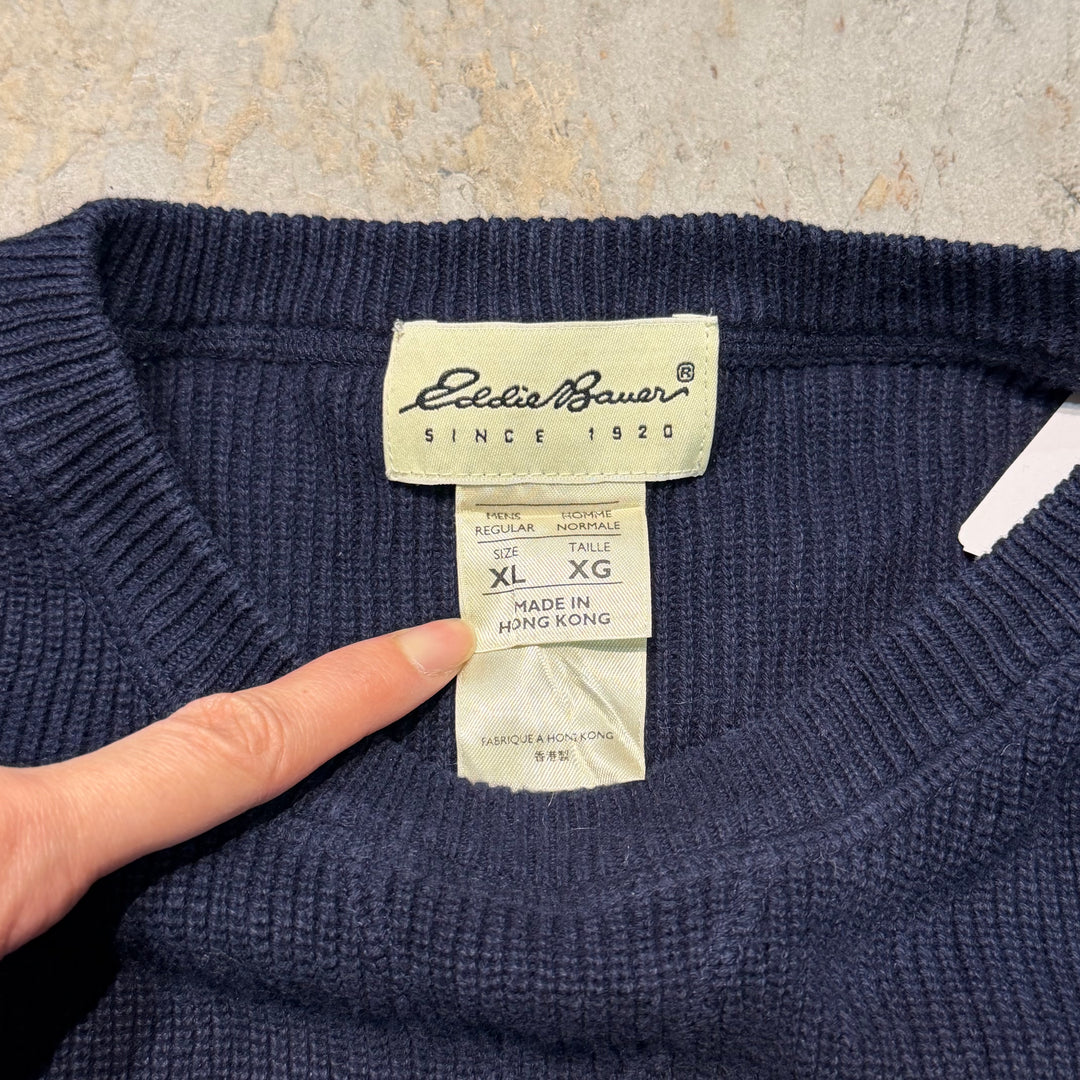 Eddie Bauer ®
SINCE 1920
MENS HOMME
REGULAR NORMALE
SIZE TAILLE
XL XG
MADE IN
HONG KONG
FABRIQUE A HONG KONG
香港製